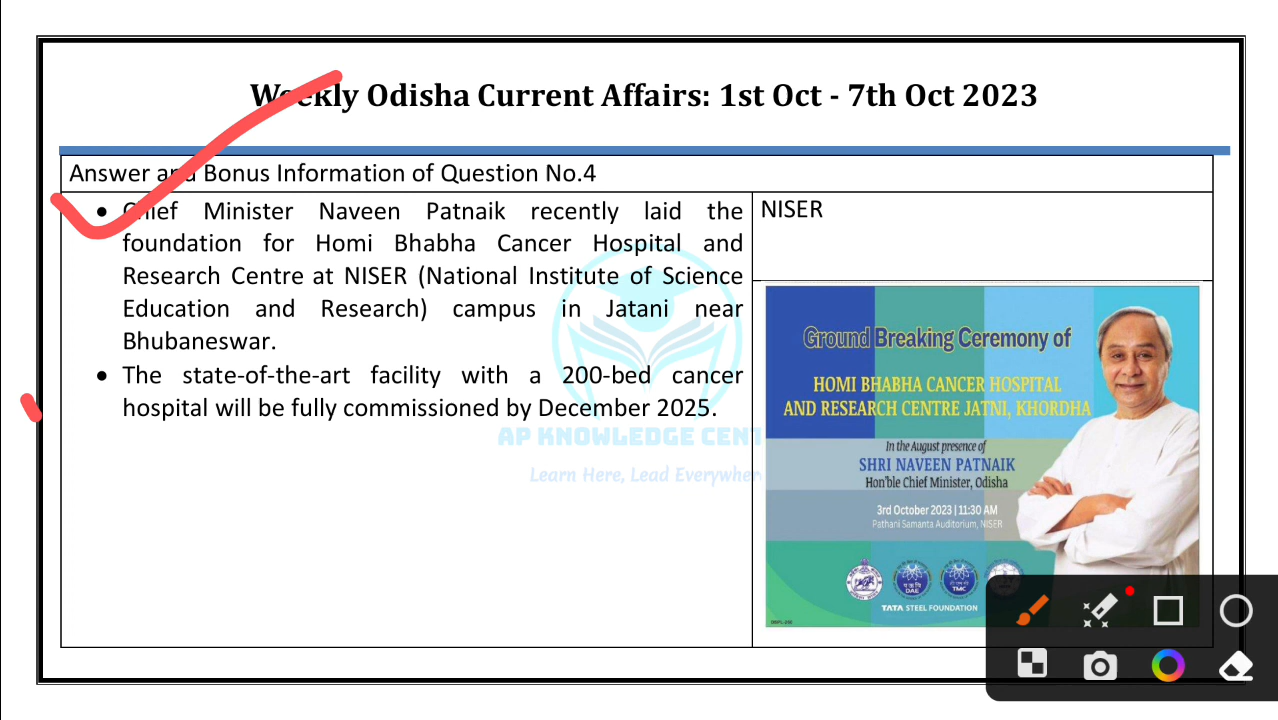 Weekly Odisha Current Affairs: 1st Oct - 7th Oct 2023
Answer and Bonus Information of Question No.4
• Chief Minister Naveen Patnaik recently laid the
foundation for Homi Bhabha Cancer Hospital and
Research Centre at NISER (National Institute of Science
Education and Research) campus in Jatani near
Bhubaneswar.
• The state-of-the-art facility with a 200-bed cancer
hospital will be fully commissioned by December 2025.
AP KNOWLEDGE CENT
Learn Here, Lead Everywher
NISER
Ground Breaking Ceremony of
HOMI BHABHA CANCER HOSPITAL
AND RESEARCH CENTRE JATNI, KHORDHA
In the August presence of
SHRI NAVEEN PATNAIK
Hon'ble Chief Minister, Odisha
3rd October 2023 | 11:30 AM
Pathani Samanta Auditorium, NISER
DAE
TMC
TATA STEEL FOUNDATION